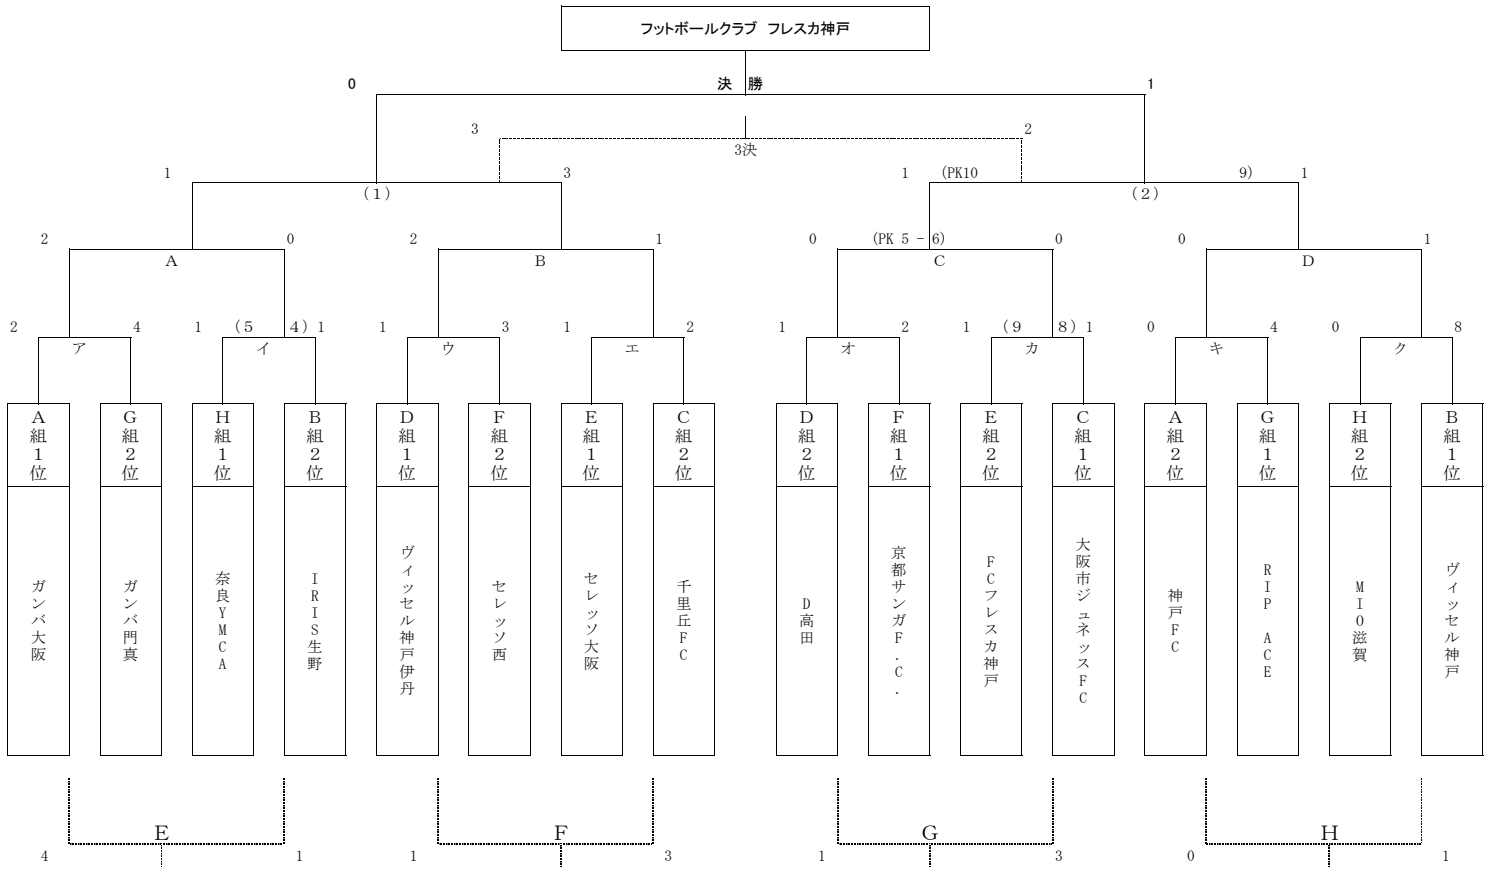 フットボールクラブ フレスカ神戸
0 決 勝 1
3 2
3決
1 3 1 (PK10 9) 1
(1) (2)
2 0 2 1 0 (PK 5 - 6) 0 0 1
A B C D
2 4 1 (5 4) 1 1 3 1 2 1 2 1 (9 8) 1 0 4 0 8
ア イ ウ エ オ カ キ ク
A組1位
G組2位
H組1位
B組2位
D組1位
F組2位
E組1位
C組2位
D組2位
F組1位
E組2位
C組1位
A組2位
G組1位
H組2位
B組1位
ガンバ大阪
ガンバ門真
奈良YMCA
IRIS生野
ヴィッセル神戸伊丹
セレッソ西
セレッソ大阪
千里丘FC
D高田
京都サンガF.C.
FCフレスカ神戸
大阪市ジュネッスFC
神戸FC
RIP ACE
MIO滋賀
ヴィッセル神戸
E F G H
4 1 1 3 1 3 0 1